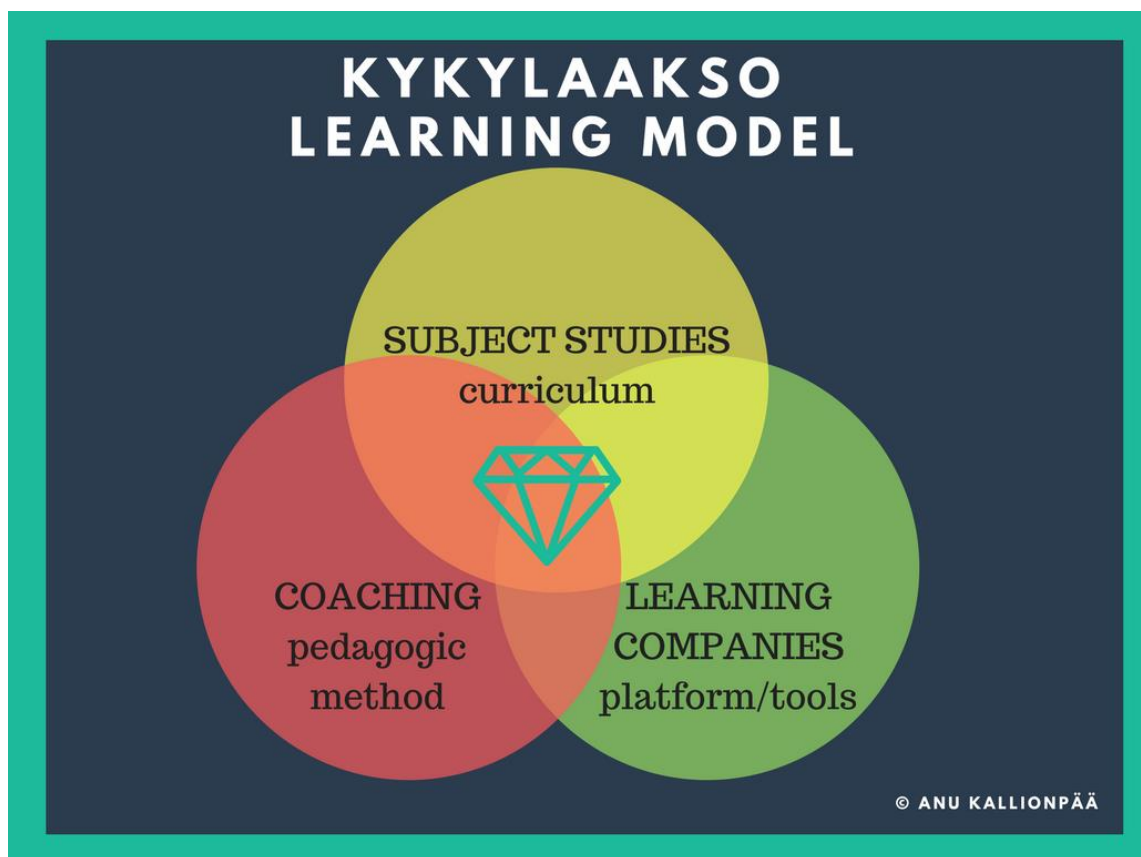 KYKYLAAKSO
LEARNING MODEL
SUBJECT STUDIES
curriculum
COACHING
pedagogic
method
LEARNING
COMPANIES
platform/tools
© ANU KALLIONPÄÄ